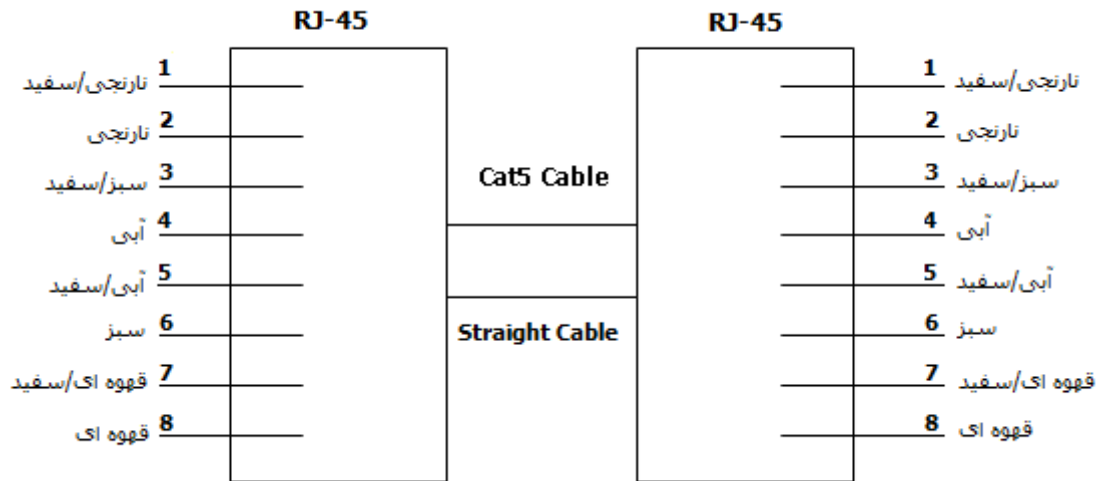 RJ-45 RJ-45
نارنجی/سفید 1 1 نارنجی/سفید
نارنجی 2 2 نارنجی
Cat5 Cable
سبز/سفید 3 3 سبز/سفید
آبی 4 4 آبی
آبی/سفید 5 5 آبی/سفید
سبز 6 6 سبز
Straight Cable
قهوه ای/سفید 7 7 قهوه ای/سفید
قهوه ای 8 8 قهوه ای